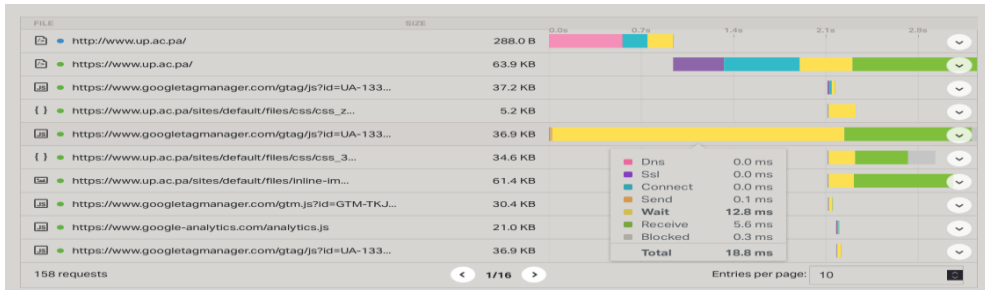 FILE SIZE
0.0s 0.7s 1.4s 2.1s 2.8s
http://www.up.ac.pa/ 288.0 B
https://www.up.ac.pa/ 63.9 KB
JS https://www.googletagmanager.com/gtag/js?id=UA-133... 37.2 KB
{ } https://www.up.ac.pa/sites/default/files/css/css_z... 5.2 KB
JS https://www.googletagmanager.com/gtag/js?id=UA-133... 36.9 KB
{ } https://www.up.ac.pa/sites/default/files/css/css_3... 34.6 KB
https://www.up.ac.pa/sites/default/files/inline-im... 61.4 KB
JS https://www.googletagmanager.com/gtm.js?id=GTM-TKJ... 30.4 KB
JS https://www.google-analytics.com/analytics.js 21.0 KB
JS https://www.googletagmanager.com/gtag/js?id=UA-133... 36.9 KB
Dns 0.0 ms
Ssl 0.0 ms
Connect 0.0 ms
Send 0.1 ms
Wait 12.8 ms
Receive 5.6 ms
Blocked 0.3 ms
Total 18.8 ms
158 requests 1/16 Entries per page: 10